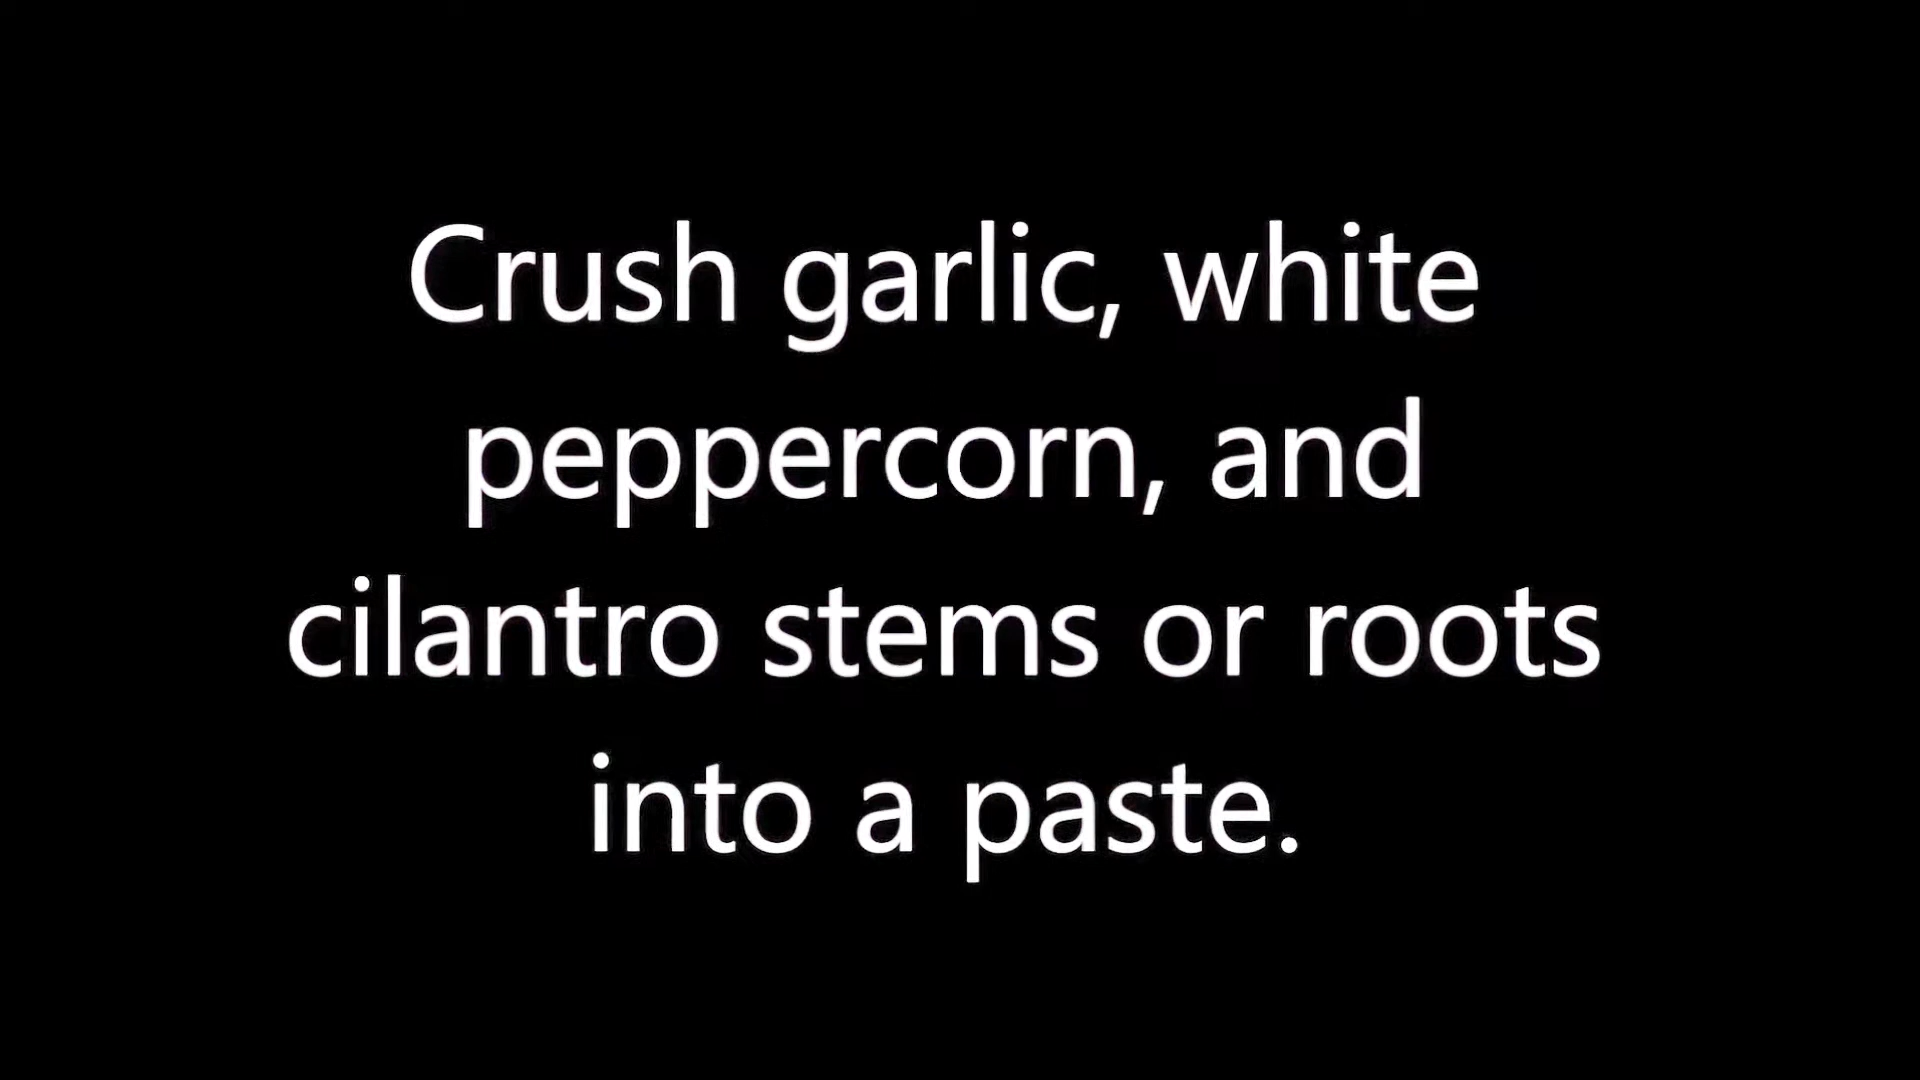 Crush garlic, white
peppercorn, and
cilantro stems or roots
into a paste.